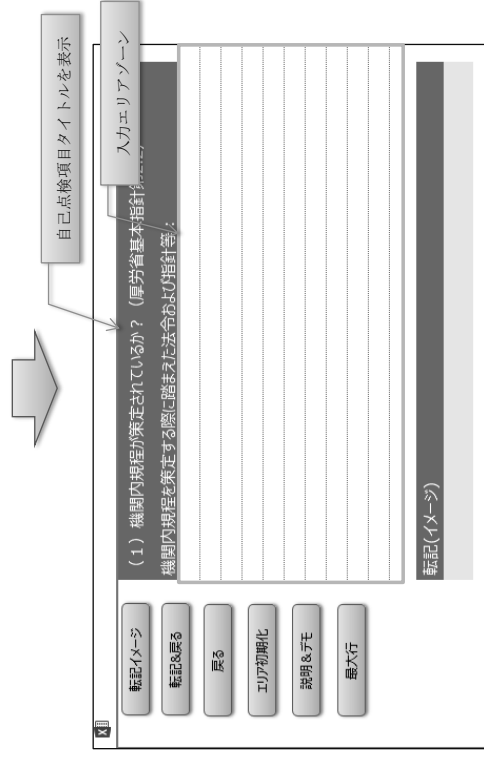 自己点検項目タイトルを表示
入力エリアゾーン
(1) 機関内規程が策定されているか? (厚労省基本指針
機関内規程を策定する際に踏まえた法令および指針等:
転記イメージ
転記&戻る
戻る
エリア初期化
説明&デモ
最大行
転記(イメージ)